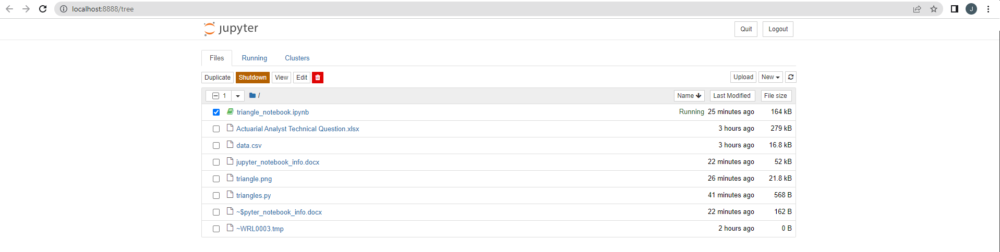 localhost:8888/tree
J
jupyter
Quit Logout
Files Running Clusters
Duplicate Shutdown View Edit
Upload New
1 / Name Last Modified File size
triangle_notebook.ipynb Running 25 minutes ago 164 kB
Actuarial Analyst Technical Question.xlsx 3 hours ago 279 kB
data.csv 3 hours ago 16.8 kB
jupyter_notebook_info.docx 22 minutes ago 52 kB
triangle.png 26 minutes ago 21.8 kB
triangles.py 41 minutes ago 568 B
~$pyter_notebook_info.docx 22 minutes ago 162 B
~WRL0003.tmp 2 hours ago 0 B